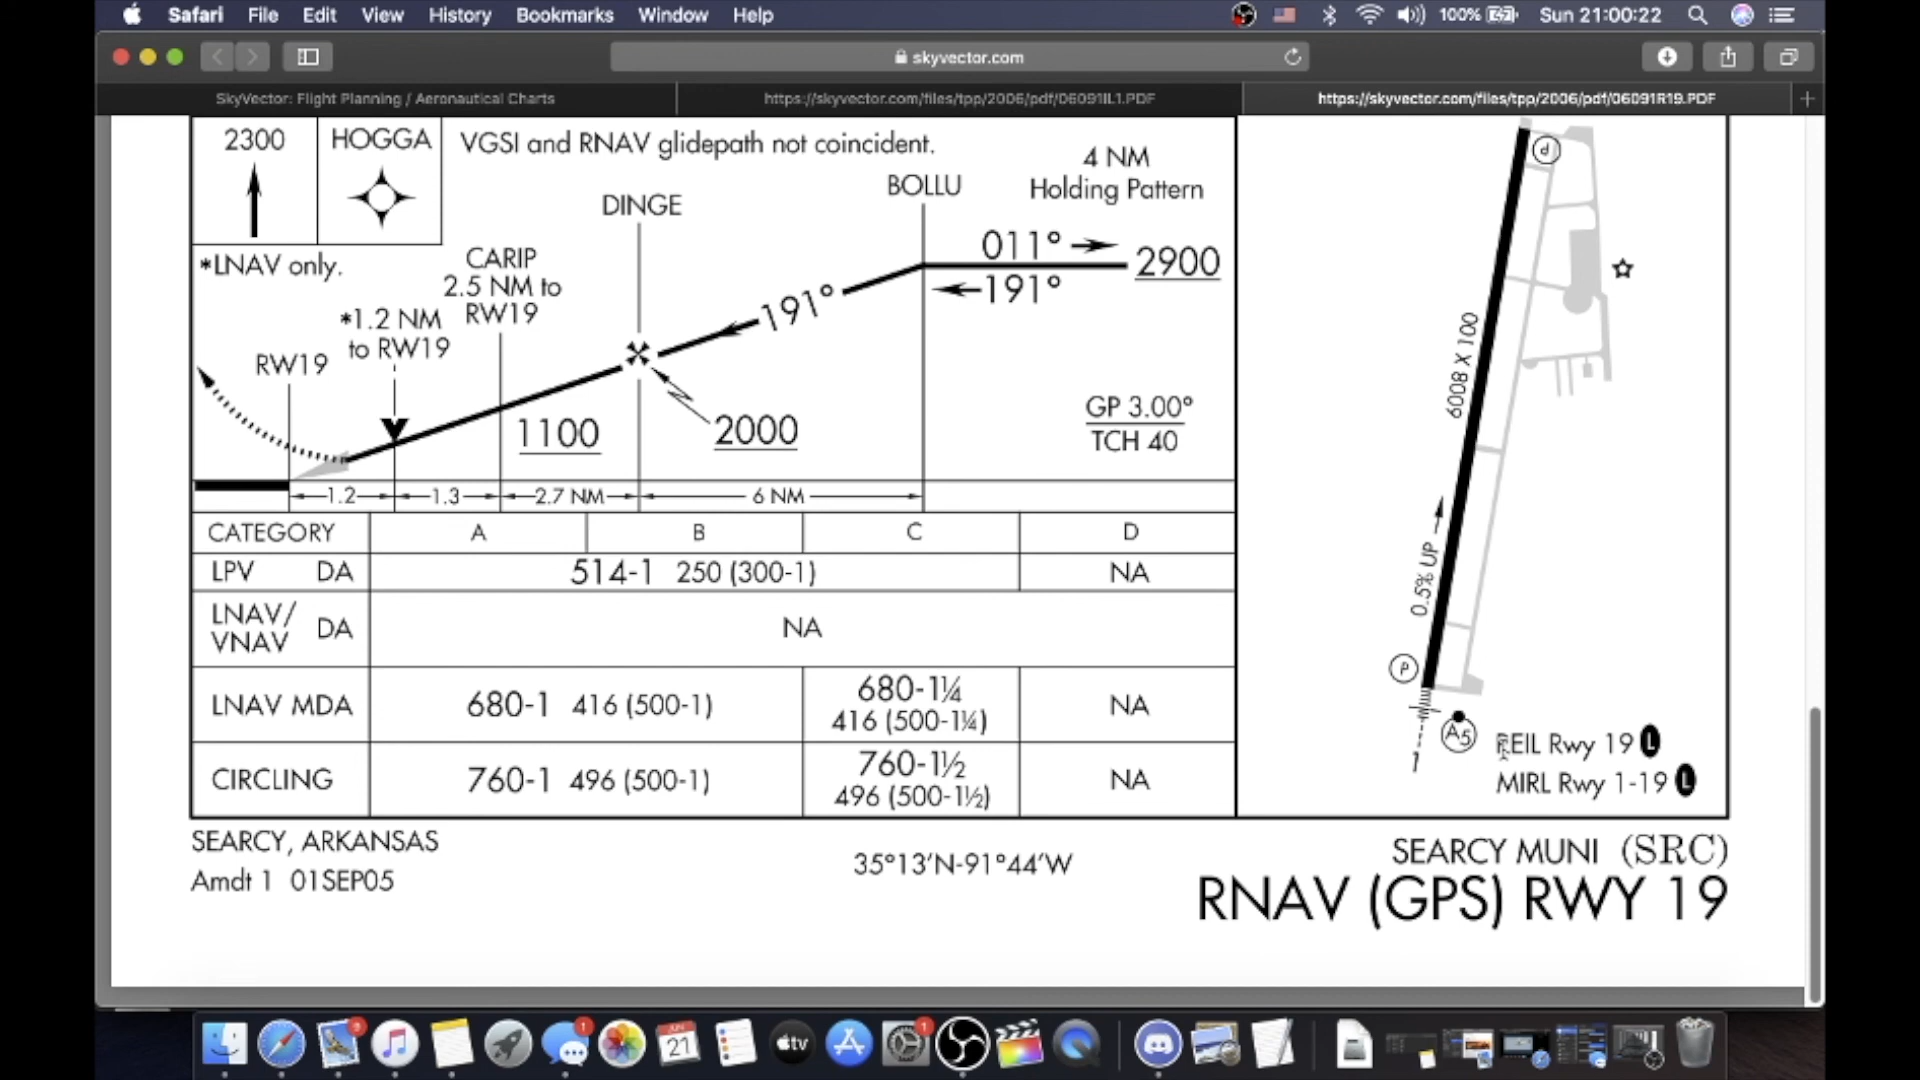 Safari File Edit View History Bookmarks Window Help 100% Sun 21:00:22
skyvector.com
SkyVector: Flight Planning / Aeronautical Charts
https://skyvector.com/files/tpp/2006/pdf/06091IL1.PDF
https://skyvector.com/files/tpp/2006/pdf/06091R19.PDF
2300
HOGGA
VGSI and RNAV glidepath not coincident.
4 NM
Holding Pattern
BOLLU
DINGE
011°
2900
191°
191°
*LNAV only.
CARIP
2.5 NM to
RW19
*1.2 NM
to RW19
RW19
1100
2000
GP 3.00°
TCH 40
1.2
1.3
2.7 NM
6 NM
CATEGORY A B C D
LPV DA 514-1 250 (300-1) NA
LNAV/
VNAV DA NA
LNAV MDA 680-1 416 (500-1) 680-1¼
416 (500-1¼) NA
CIRCLING 760-1 496 (500-1) 760-1½
496 (500-1½) NA
P
6008 X 100
0.5% UP
P
A5
1
REIL Rwy 19 L
MIRL Rwy 1-19 L
SEARCY, ARKANSAS
Amdt 1 01SEP05
35°13'N-91°44'W
SEARCY MUNI (SRC)
RNAV (GPS) RWY 19
9
1
JUN
21
tv
1